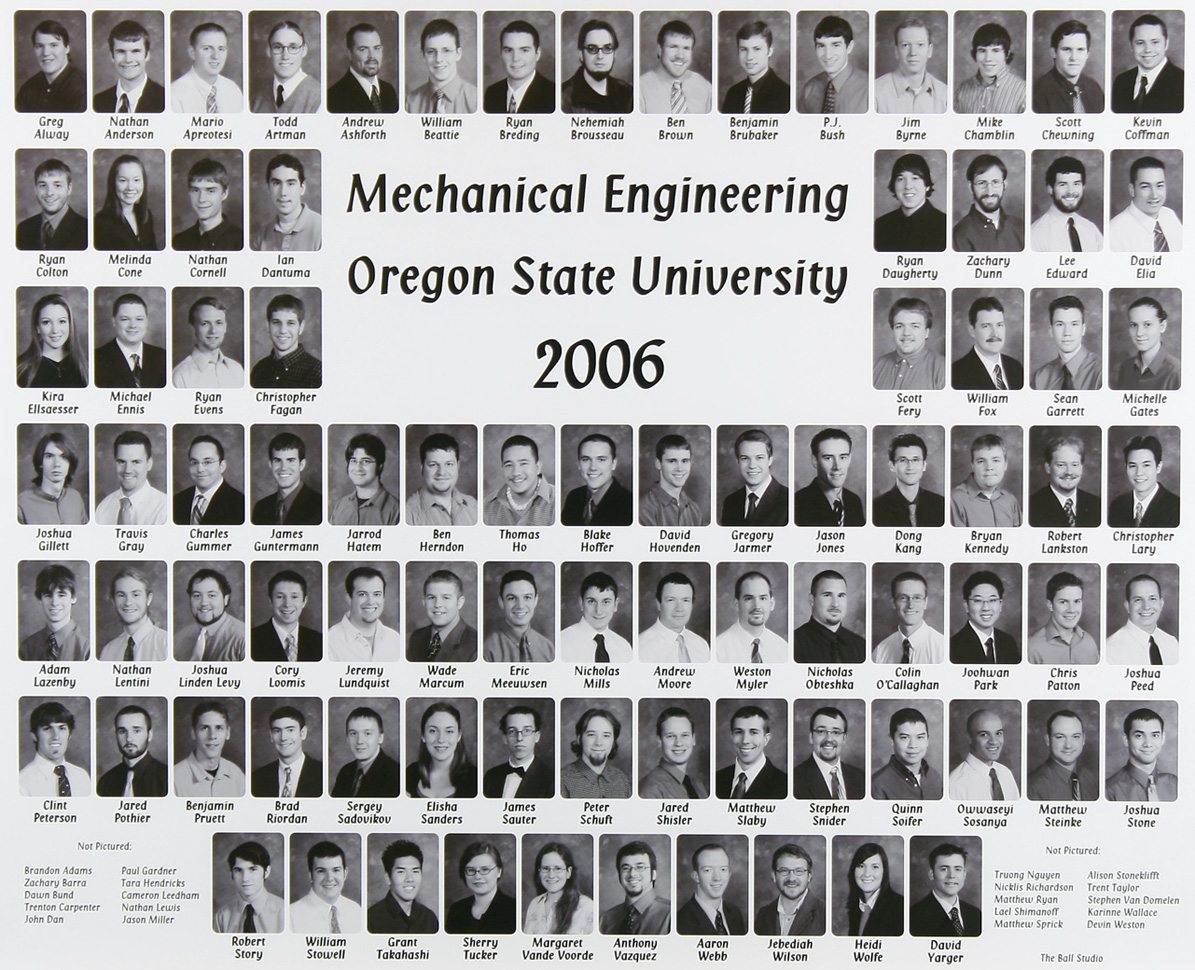 Greg Nathan Mario Todd Andrew William Ryan Nehemiah Ben Benjamin P.J. Jim Mike Scott Kevin
Alway Anderson Apreotesi Artman Ashforth Beattie Breding Brousseau Brown Brubaker Bush Byrne Chamblin Chewning Coffman
Mechanical Engineering
Oregon State University
2006
Ryan Melinda Nathan Ian Ryan Zachary Lee David
Colton Cone Cornell Dantuma Daugherty Dunn Edward Elia
Kira Michael Ryan Christopher Scott William Sean Michelle
Ellsaesser Ennis Evens Fagan Fery Fox Garrett Gates
Joshua Travis Charles James Jarrod Ben Thomas Blake David Gregory Jason Dong Bryan Robert Christopher
Gillett Gray Gummer Guntermann Hatem Herndon Ho Hoffer Hovenden Jarmer Jones Kang Kennedy Lankston Lary
Adam Nathan Joshua Cory Jeremy Wade Eric Nicholas Andrew Weston Nicholas Colin Joohwan Chris Joshua
Lazenby Lentini Linden Levy Loomis Lundquist Marcum Meeuwsen Mills Moore Myler Obteshka O'Callaghan Park Patton Peed
Clint Jared Benjamin Brad Sergey Elisha James Peter Jared Matthew Stephen Quinn Owwaseyi Matthew Joshua
Peterson Pothier Pruett Riordan Sadovikov Sanders Sauter Schuft Shisler Slaby Snider Soifer Sosanya Steinke Stone
Not Pictured:
Brandon Adams Paul Gardner
Zachary Barra Tara Hendricks
Dawn Bund Cameron Leedham
Trenton Carpenter Nathan Lewis
John Dan Jason Miller
Robert William Grant Sherry Margaret Anthony Aaron Jebediah Heidi David
Story Stowell Takahashi Tucker Vande Voorde Vazquez Webb Wilson Wolfe Yarger
Not Pictured:
Truong Nguyen Alison Stoneklifft
Nicklis Richardson Trent Taylor
Matthew Ryan Stephen Van Domelen
Lael Shimanoff Karinne Wallace
Matthew Sprick Devin Weston
The Ball Studio